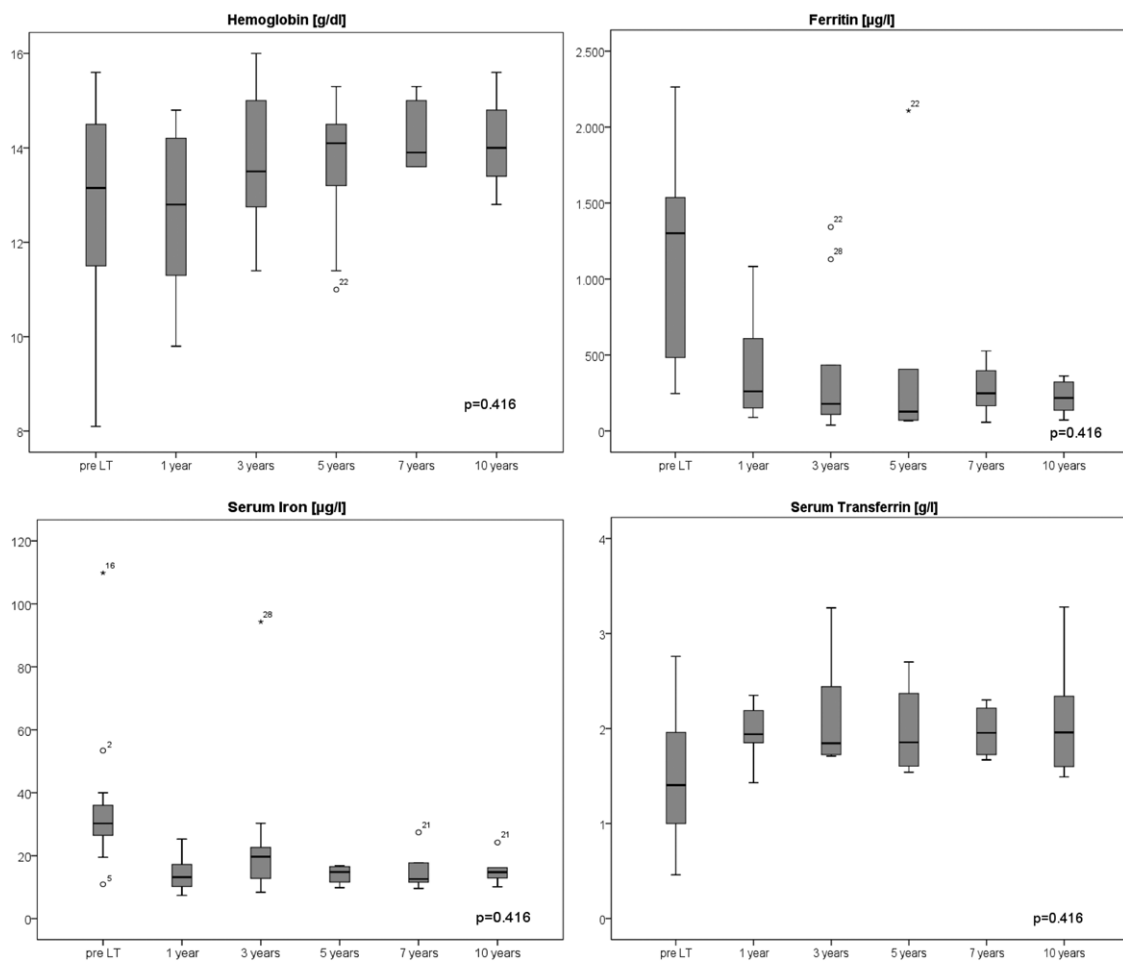 Hemoglobin [g/dl]
16
14
12
10
8
22
p=0.416
pre LT 1 year 3 years 5 years 7 years 10 years
Ferritin [µg/l]
2.500
2.000
1.500
1.000
500
0
22
28
22
p=0.416
pre LT 1 year 3 years 5 years 7 years 10 years
Serum Iron [µg/l]
120
100
80
60
40
20
0
16
2
5
28
21
21
p=0.416
pre LT 1 year 3 years 5 years 7 years 10 years
Serum Transferrin [g/l]
4
3
2
1
0
p=0.416
pre LT 1 year 3 years 5 years 7 years 10 years